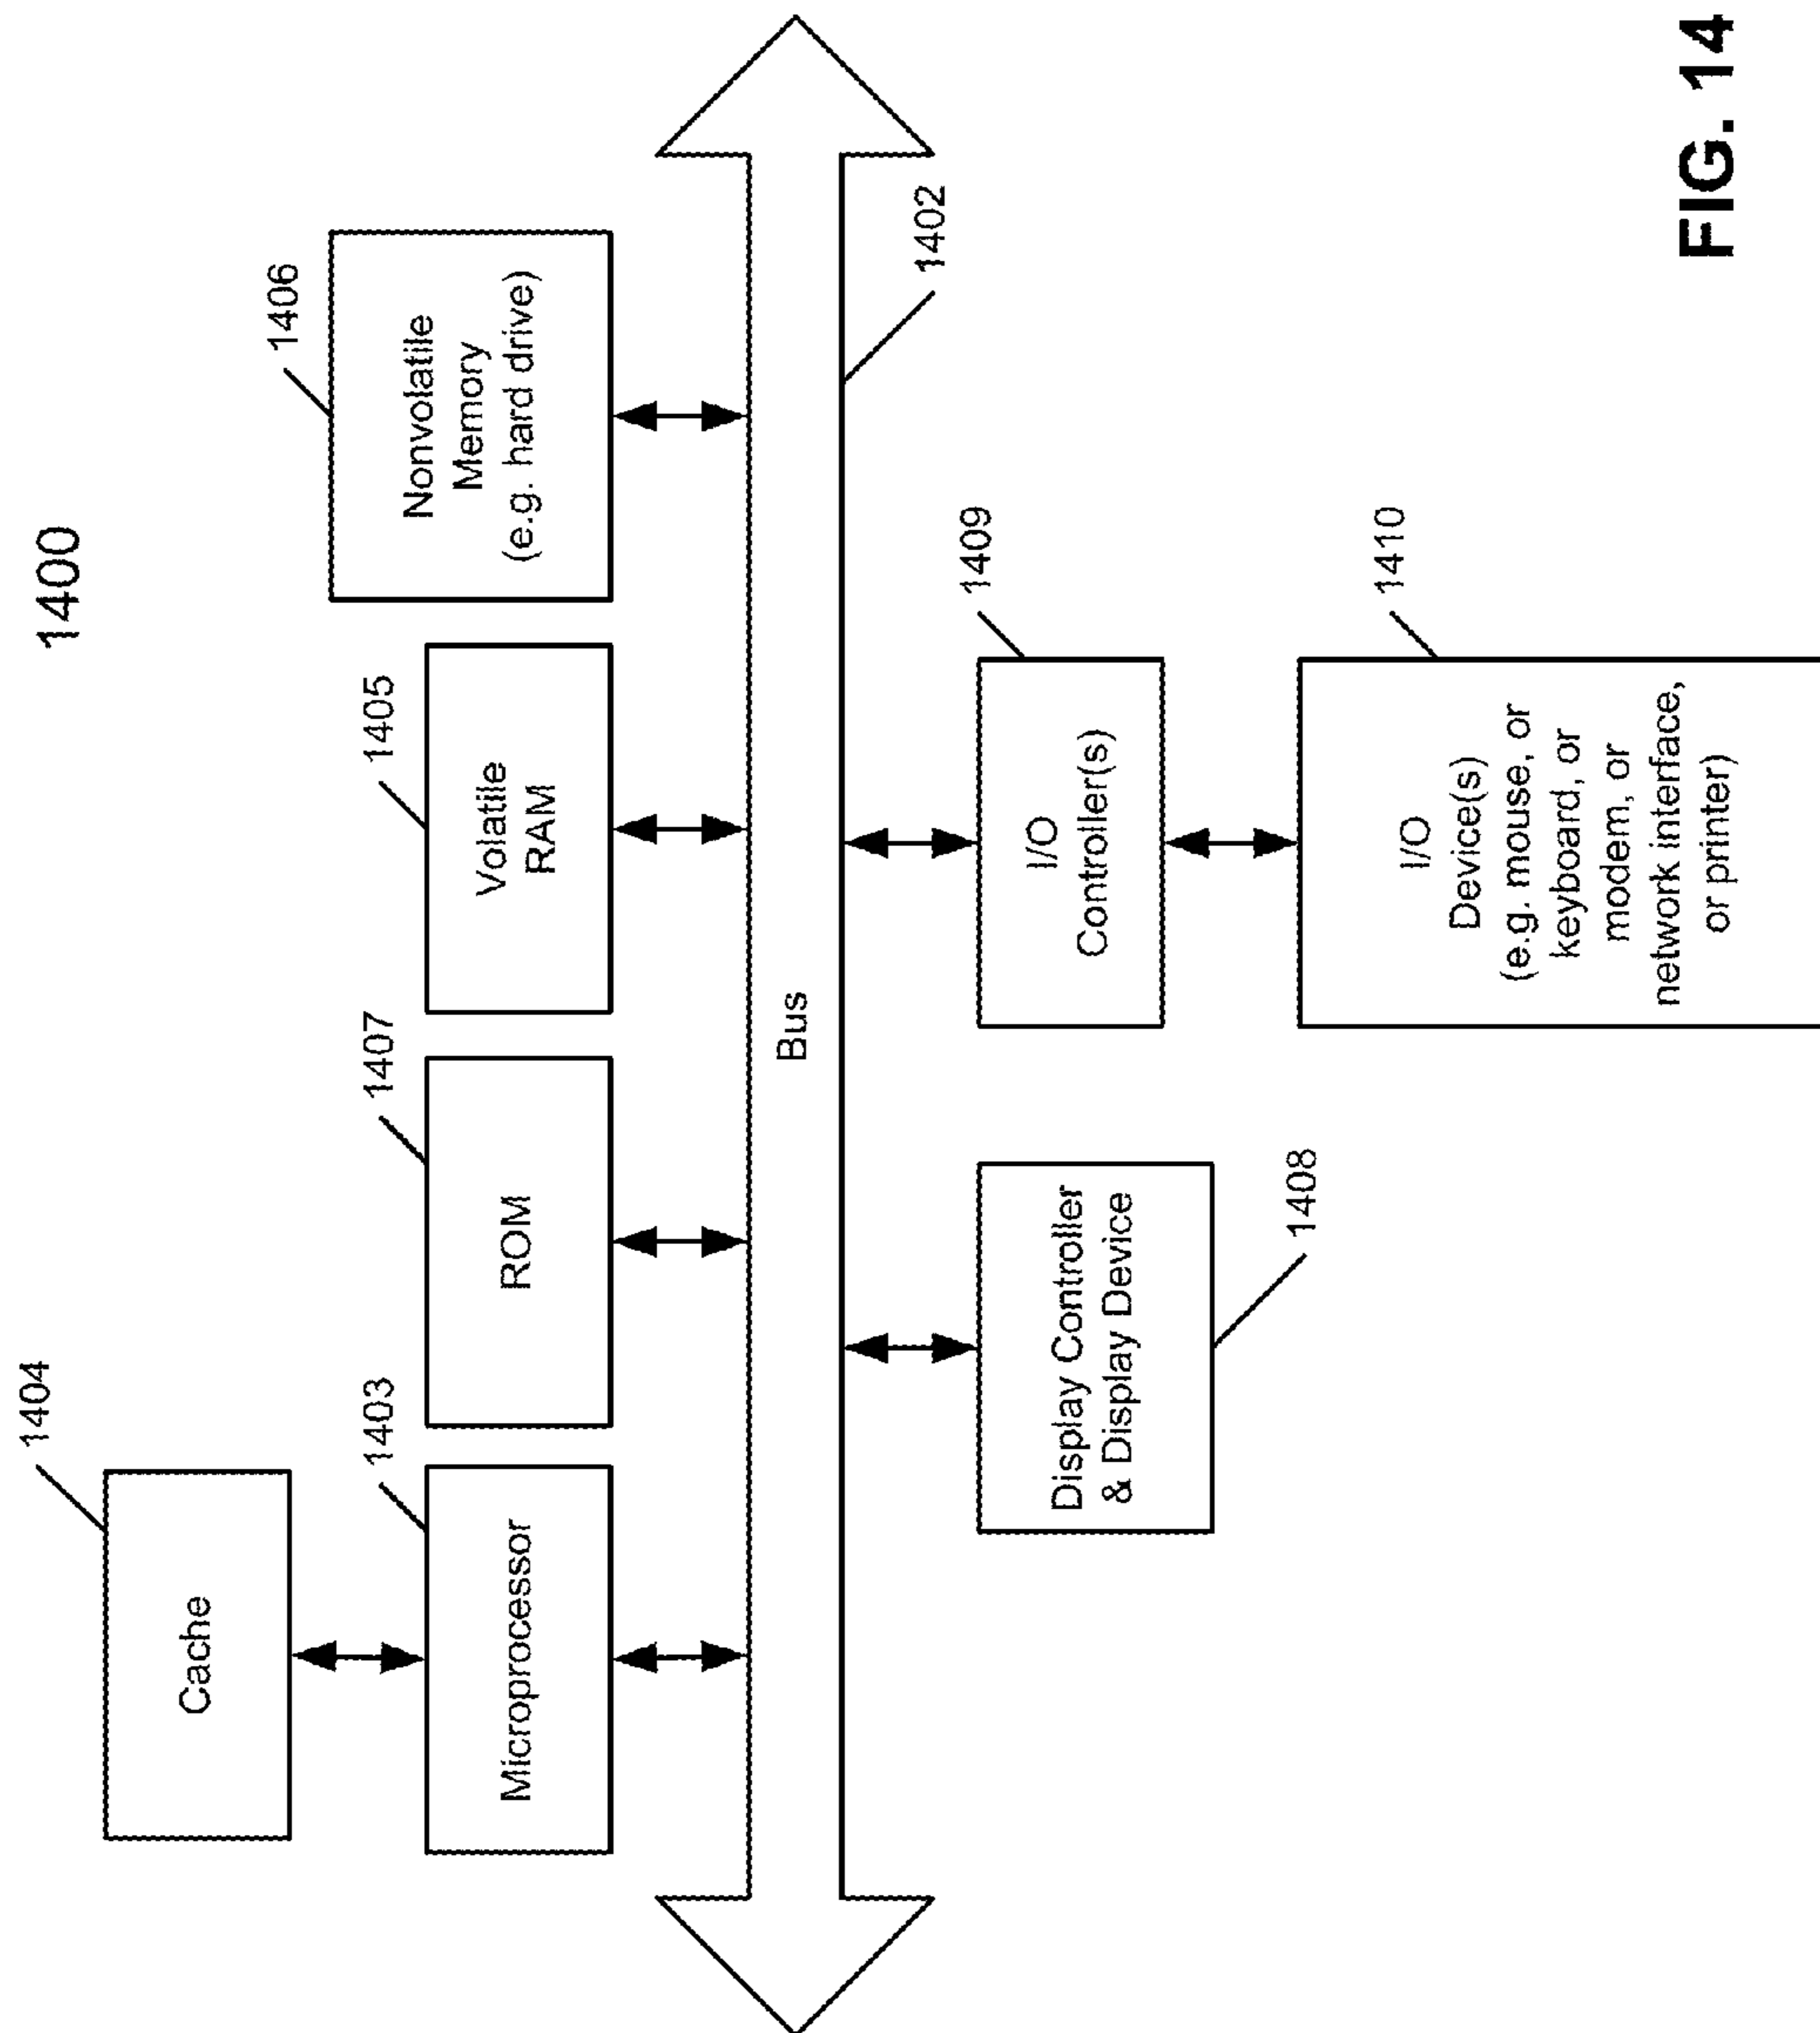 1400
1404
Cache
1403
Microprocessor
1407
ROM
1405
Volatile
RAM
1406
Nonvolatile
Memory
(e.g. hard drive)
Bus
1402
Display Controller
& Display Device
1408
1409
I/O
Controller(s)
1410
I/O
Device(s)
(e.g. mouse, or
keyboard, or
modem, or
network interface,
or printer)
FIG. 14